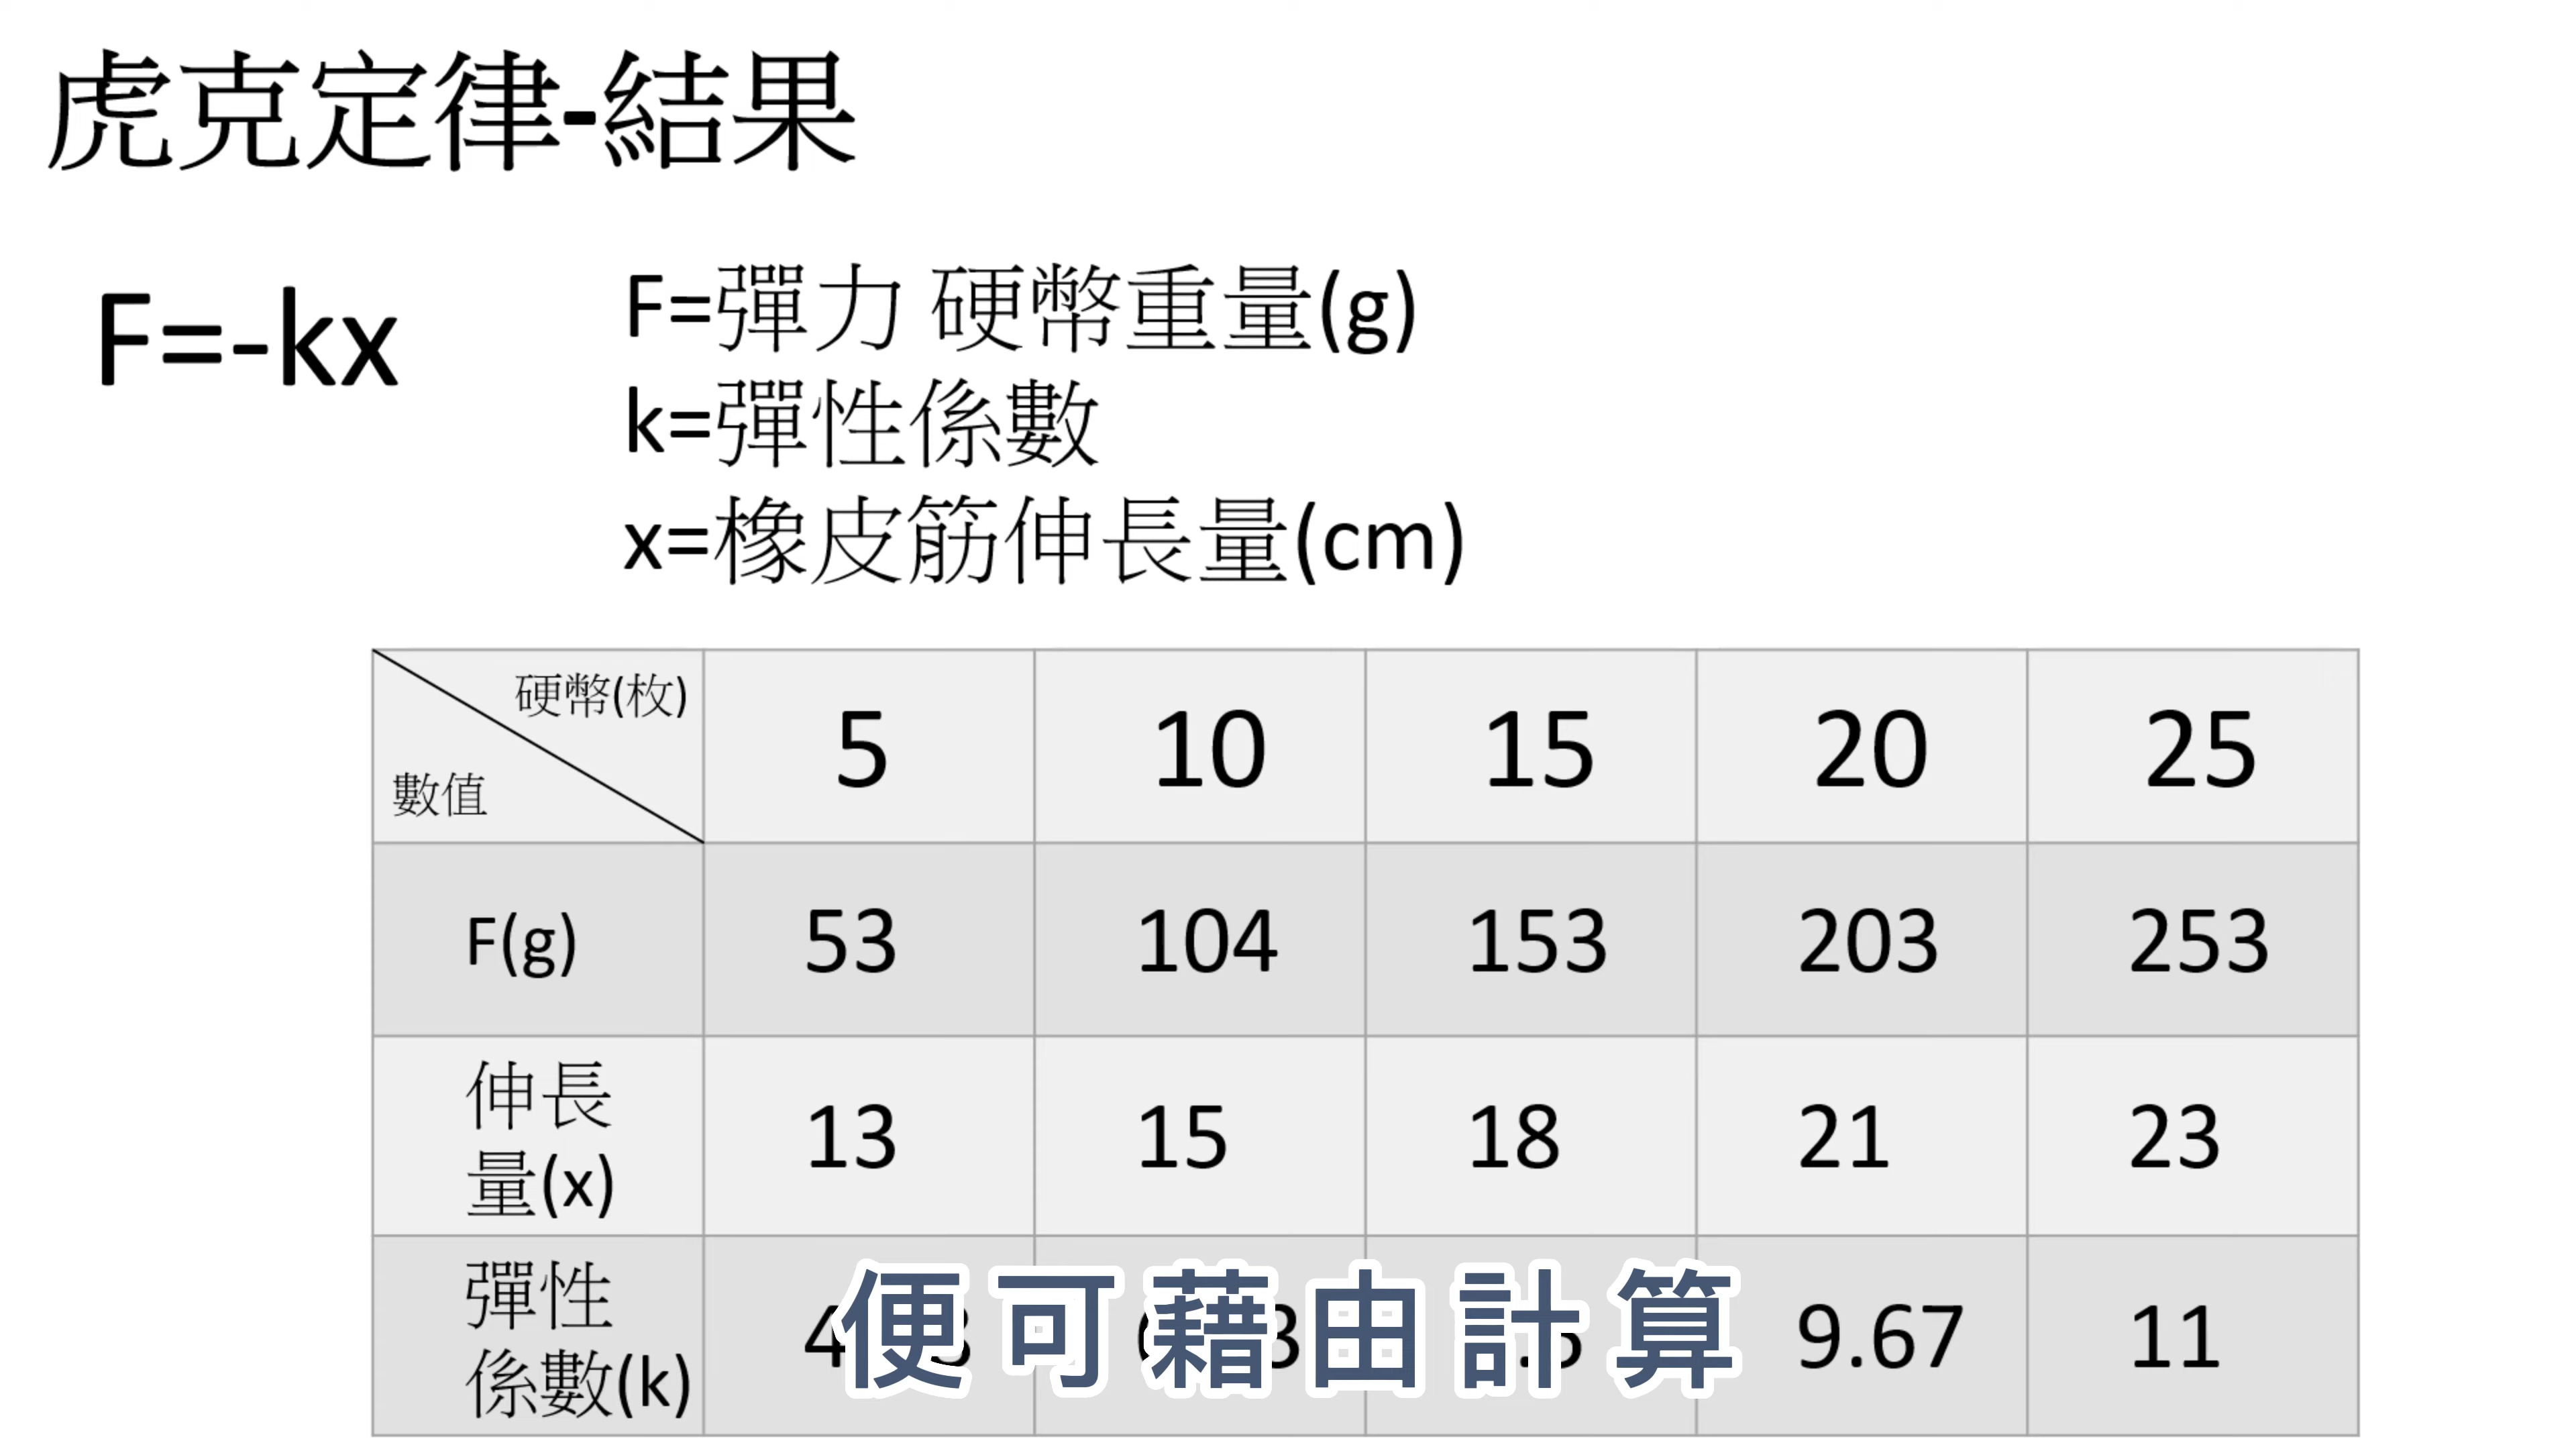 虎克定律-結果
F=-kx
F=彈力 硬幣重量(g)
k=彈性係數
x=橡皮筋伸長量(cm)
硬幣(枚) 5 10 15 20 25
數值
F(g) 53 104 153 203 253
伸長
量(x) 13 15 18 21 23
彈性
係數(k) 9.67 11
便可藉由計算